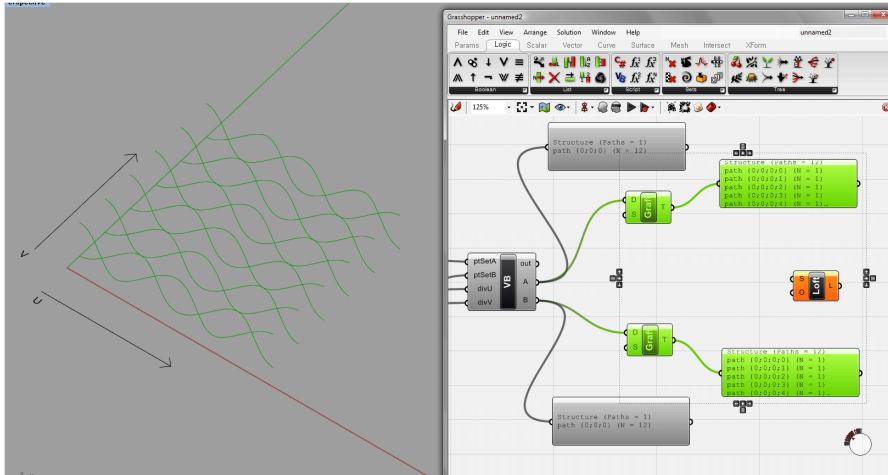 Perspective
V
U
Grasshopper - unnamed2
File Edit View Arrange Solution Window Help unnamed2
Params Logic Scalar Vector Curve Surface Mesh Intersect XForm
Boolean List Script Sets Tree
125%
Structure (Paths = 1)
path {0;0;0} (N = 12)
Structure (Paths = 12)
path {0;0;0;0} (N = 1)
path {0;0;0;1} (N = 1)
path {0;0;0;2} (N = 1)
path {0;0;0;3} (N = 1)
path {0;0;0;4} (N = 1)...
D
S
Graf
T
ptSetA
ptSetB
divU
divV
VB
out
A
B
S
O
Loft
L
D
S
Graf
T
Structure (Paths = 12)
path {0;0;0;0} (N = 1)
path {0;0;0;1} (N = 1)
path {0;0;0;2} (N = 1)
path {0;0;0;3} (N = 1)
path {0;0;0;4} (N = 1)...
Structure (Paths = 1)
path {0;0;0} (N = 12)